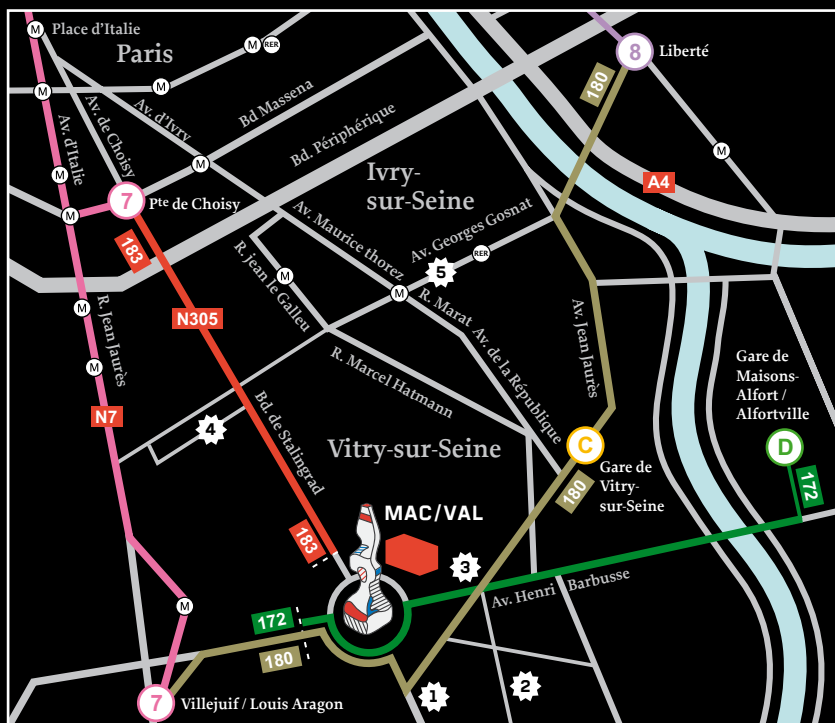 M
Place d'Italie
Paris
M
RER
8
Liberté
180
M
M
Av. de Choisy
Av. d'Ivry
Bd Massena
Bd. Périphérique
Av. d'Italie
M
M
M
A4
Ivry-
sur-Seine
7
Pte de Choisy
M
183
Av. Maurice thorez
Av. Georges Gosnat
RER
5
R. jean le Galleu
M
M
R. Marat
R. Jean Jaurès
M
N305
M
Av. Jean Jaurès
Av. de la République
R. Marcel Hatmann
Gare de
Maisons-
Alfort /
Alfortville
D
172
N7
4
Bd. de Stalingrad
Vitry-sur-Seine
C
Gare de
Vitry-
sur-Seine
180
MAC/VAL
183
3
Av. Henri Barbusse
M
172
180
1
2
7
Villejuif / Louis Aragon